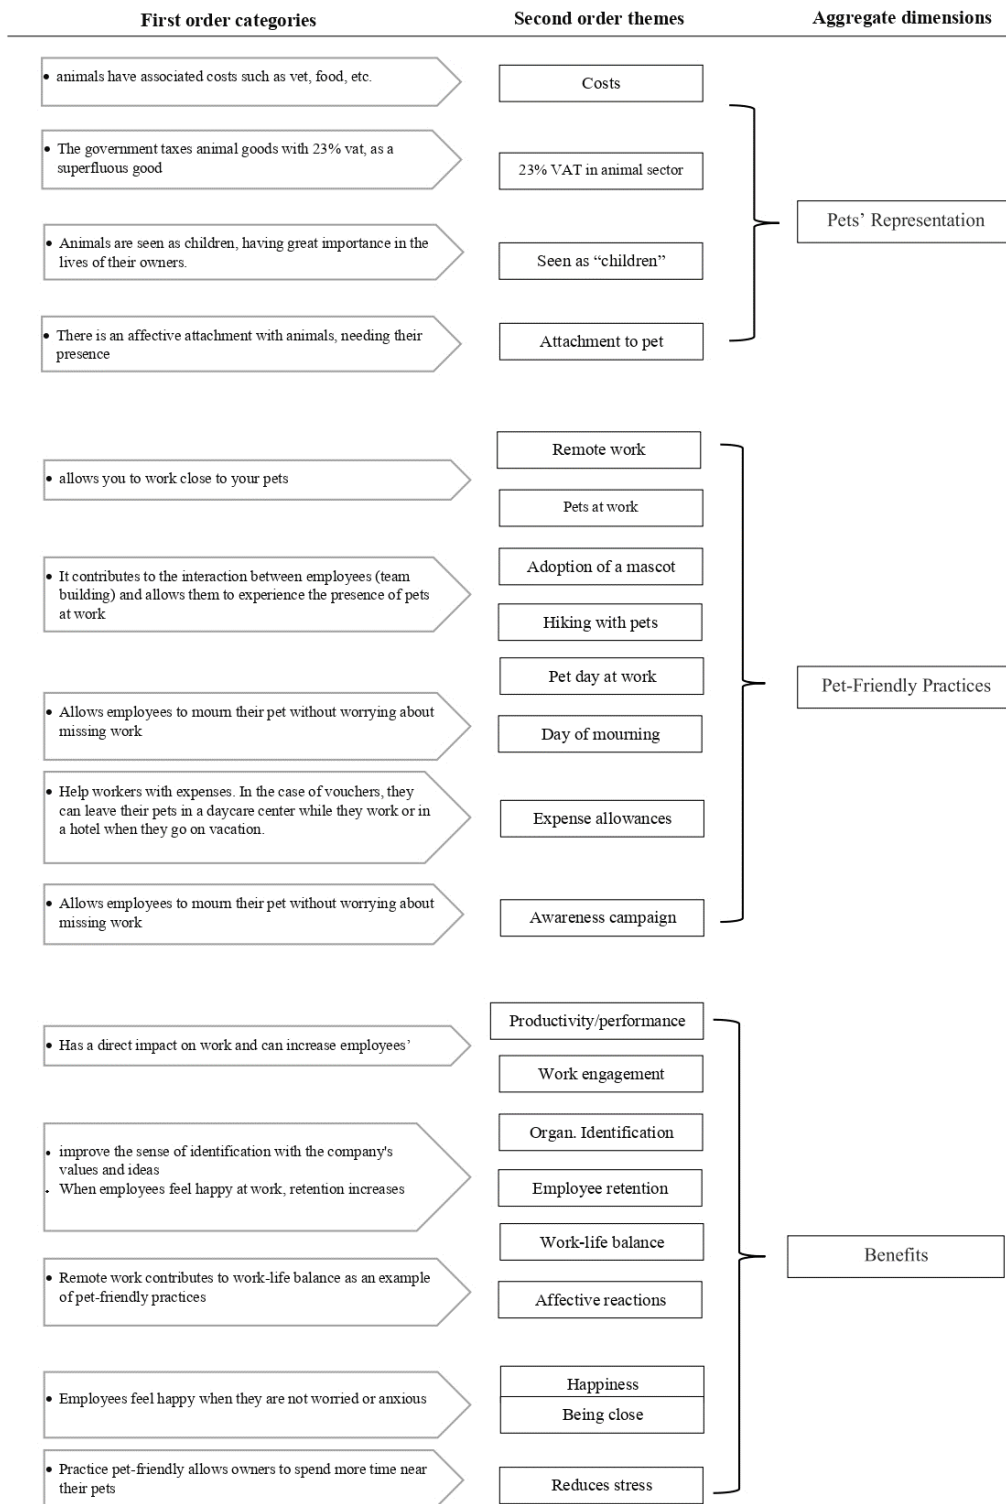 First order categories
Second order themes
Aggregate dimensions
• animals have associated costs such as vet, food, etc.
Costs
• The government taxes animal goods with 23% vat, as a
superfluous good
23% VAT in animal sector
• Animals are seen as children, having great importance in the
lives of their owners.
Seen as “children”
• There is an affective attachment with animals, needing their
presence
Attachment to pet
Pets’ Representation
• allows you to work close to your pets
Remote work
Pets at work
• It contributes to the interaction between employees (team
building) and allows them to experience the presence of pets
at work
Adoption of a mascot
Hiking with pets
Pet day at work
• Allows employees to mourn their pet without worrying about
missing work
Day of mourning
• Help workers with expenses. In the case of vouchers, they
can leave their pets in a daycare center while they work or in
a hotel when they go on vacation.
Expense allowances
• Allows employees to mourn their pet without worrying about
missing work
Awareness campaign
Pet-Friendly Practices
• Has a direct impact on work and can increase employees’
Productivity/performance
Work engagement
• improve the sense of identification with the company's
values and ideas
• When employees feel happy at work, retention increases
Organ. Identification
Employee retention
Work-life balance
• Remote work contributes to work-life balance as an example
of pet-friendly practices
Affective reactions
• Employees feel happy when they are not worried or anxious
Happiness
Being close
• Practice pet-friendly allows owners to spend more time near
their pets
Reduces stress
Benefits